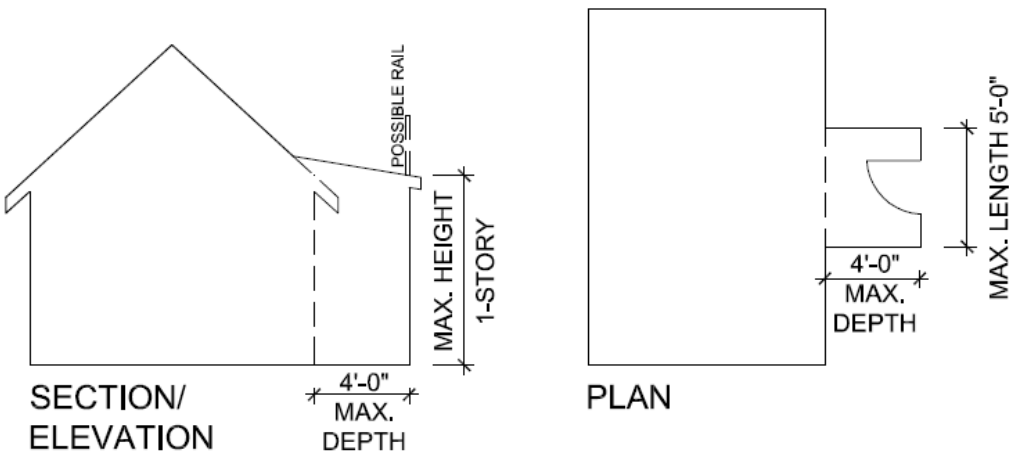 POSSIBLE RAIL
MAX. HEIGHT
1-STORY
4'-0"
MAX.
DEPTH
SECTION/
ELEVATION
MAX. LENGTH 5'-0"
4'-0"
MAX.
DEPTH
PLAN